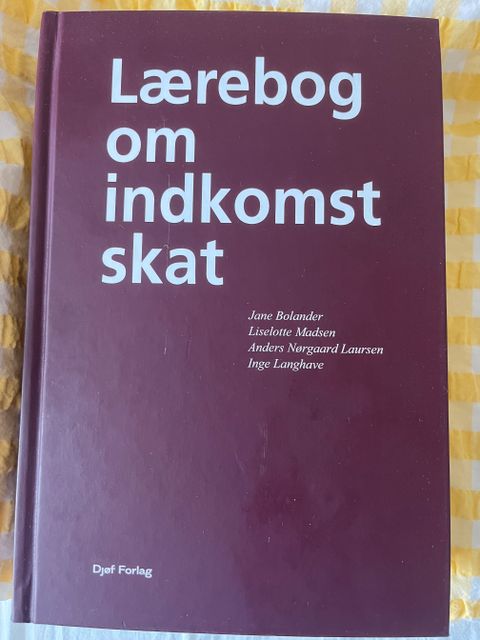 Lærebog
om
indkomst
skat
Jane Bolander
Liselotte Madsen
Anders Nørgaard Laursen
Inge Langhave
Djøf Forlag